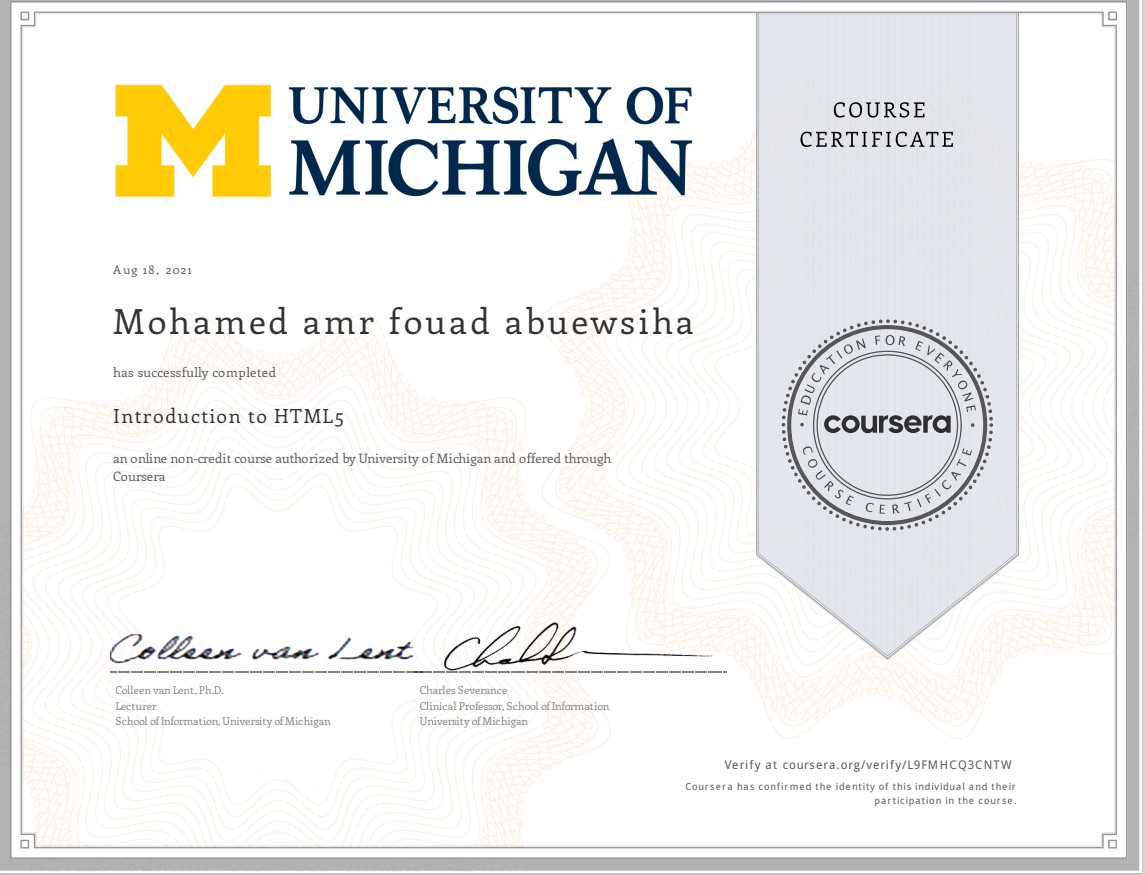 UNIVERSITY OF
MICHIGAN
COURSE
CERTIFICATE
Aug 18, 2021
Mohamed amr fouad abuewsiha
has successfully completed
Introduction to HTML5
an online non-credit course authorized by University of Michigan and offered through
Coursera
EDUCATION FOR EVERYONE
coursera
COURSE CERTIFICATE
Colleen van Lent
Colleen van Lent, Ph.D.
Lecturer
School of Information, University of Michigan
Charles Severance
Clinical Professor, School of Information
University of Michigan
Verify at coursera.org/verify/L9FMHCQ3CNTW
Coursera has confirmed the identity of this individual and their
participation in the course.